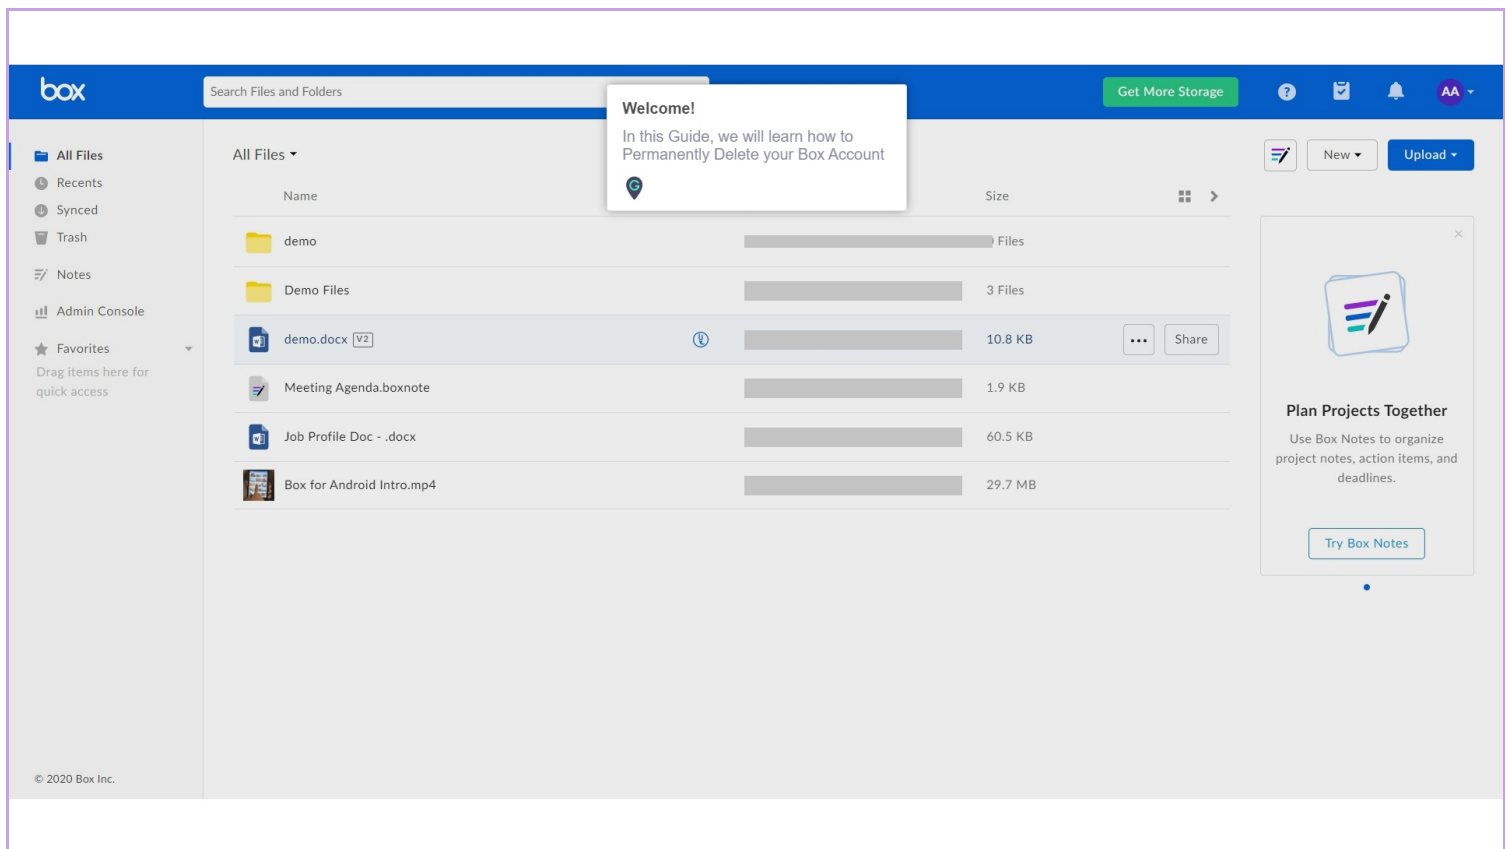 box
Search Files and Folders
Get More Storage
?
AA
Welcome!
In this Guide, we will learn how to
Permanently Delete your Box Account
G
All Files
Recents
Synced
Trash
Notes
Admin Console
Favorites
Drag items here for
quick access
© 2020 Box Inc.
All Files
New
Upload
Name
Size
demo
Files
Demo Files
3 Files
demo.docx V2
10.8 KB
Share
Meeting Agenda.boxnote
1.9 KB
Job Profile Doc - .docx
60.5 KB
Box for Android Intro.mp4
29.7 MB
Plan Projects Together
Use Box Notes to organize
project notes, action items, and
deadlines.
Try Box Notes